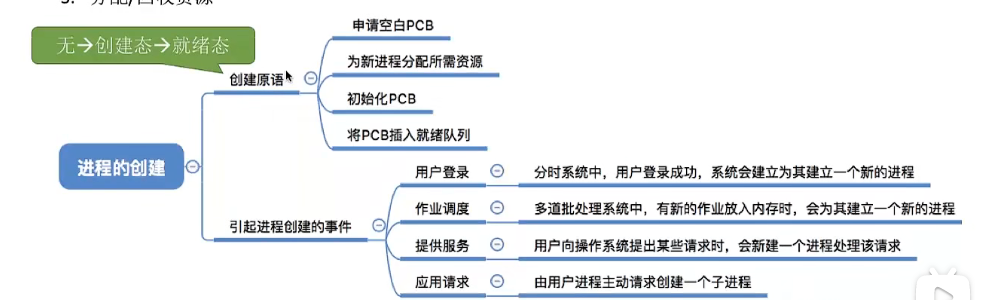 3. 分配/回收资源
无→创建态→就绪态
创建原语
申请空白PCB
为新进程分配所需资源
初始化PCB
将PCB插入就绪队列
进程的创建
引起进程创建的事件
用户登录
分时系统中，用户登录成功，系统会建立为其建立一个新的进程
作业调度
多道批处理系统中，有新的作业放入内存时，会为其建立一个新的进程
提供服务
用户向操作系统提出某些请求时，会新建一个进程处理该请求
应用请求
由用户进程主动请求创建一个子进程